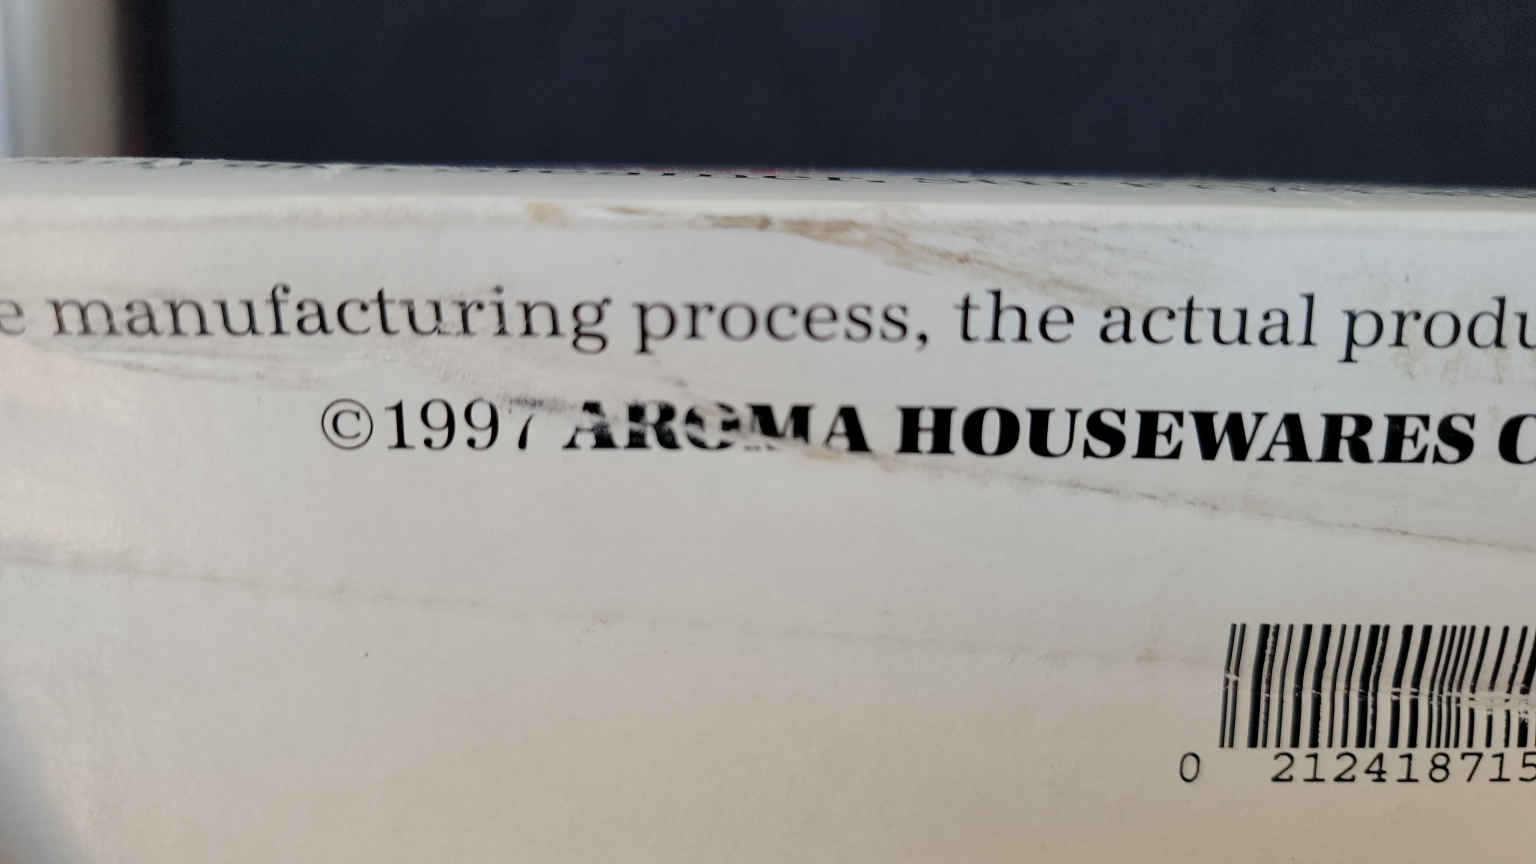 e manufacturing process, the actual produ
©1997 AROMA HOUSEWARES C
0 212418715